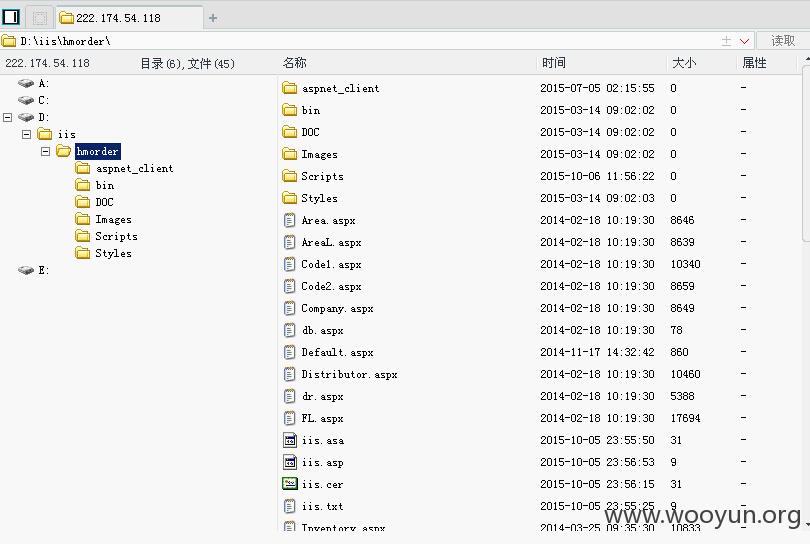 222.174.54.118
D:\iis\hmorder\
读取
222.174.54.118 目录(6),文件(45) 名称 时间 大小 属性
A:
C:
D:
iis
hmorder
aspnet_client
bin
DOC
Images
Scripts
Styles
E:
aspnet_client 2015-07-05 02:15:55 0 -
bin 2015-03-14 09:02:02 0 -
DOC 2015-03-14 09:02:02 0 -
Images 2015-03-14 09:02:02 0 -
Scripts 2015-10-06 11:56:22 0 -
Styles 2015-03-14 09:02:03 0 -
Area.aspx 2014-02-18 10:19:30 8646 -
AreaL.aspx 2014-02-18 10:19:30 8639 -
Code1.aspx 2014-02-18 10:19:30 10340 -
Code2.aspx 2014-02-18 10:19:30 8659 -
Company.aspx 2014-02-18 10:19:30 8649 -
db.aspx 2014-02-18 10:19:30 78 -
Default.aspx 2014-11-17 14:32:42 860 -
Distributor.aspx 2014-02-18 10:19:30 10460 -
dr.aspx 2014-02-18 10:19:30 5388 -
FL.aspx 2014-02-18 10:19:30 17694 -
iis.asa 2015-10-05 23:55:50 31 -
iis.asp 2015-10-05 23:56:53 9 -
iis.cer 2015-10-05 23:56:15 31 -
iis.txt 2015-10-05 23:55:25 9 -
Inventory.aspx 2014-03-25 09:35:30 10833 -
www.wooyun.org